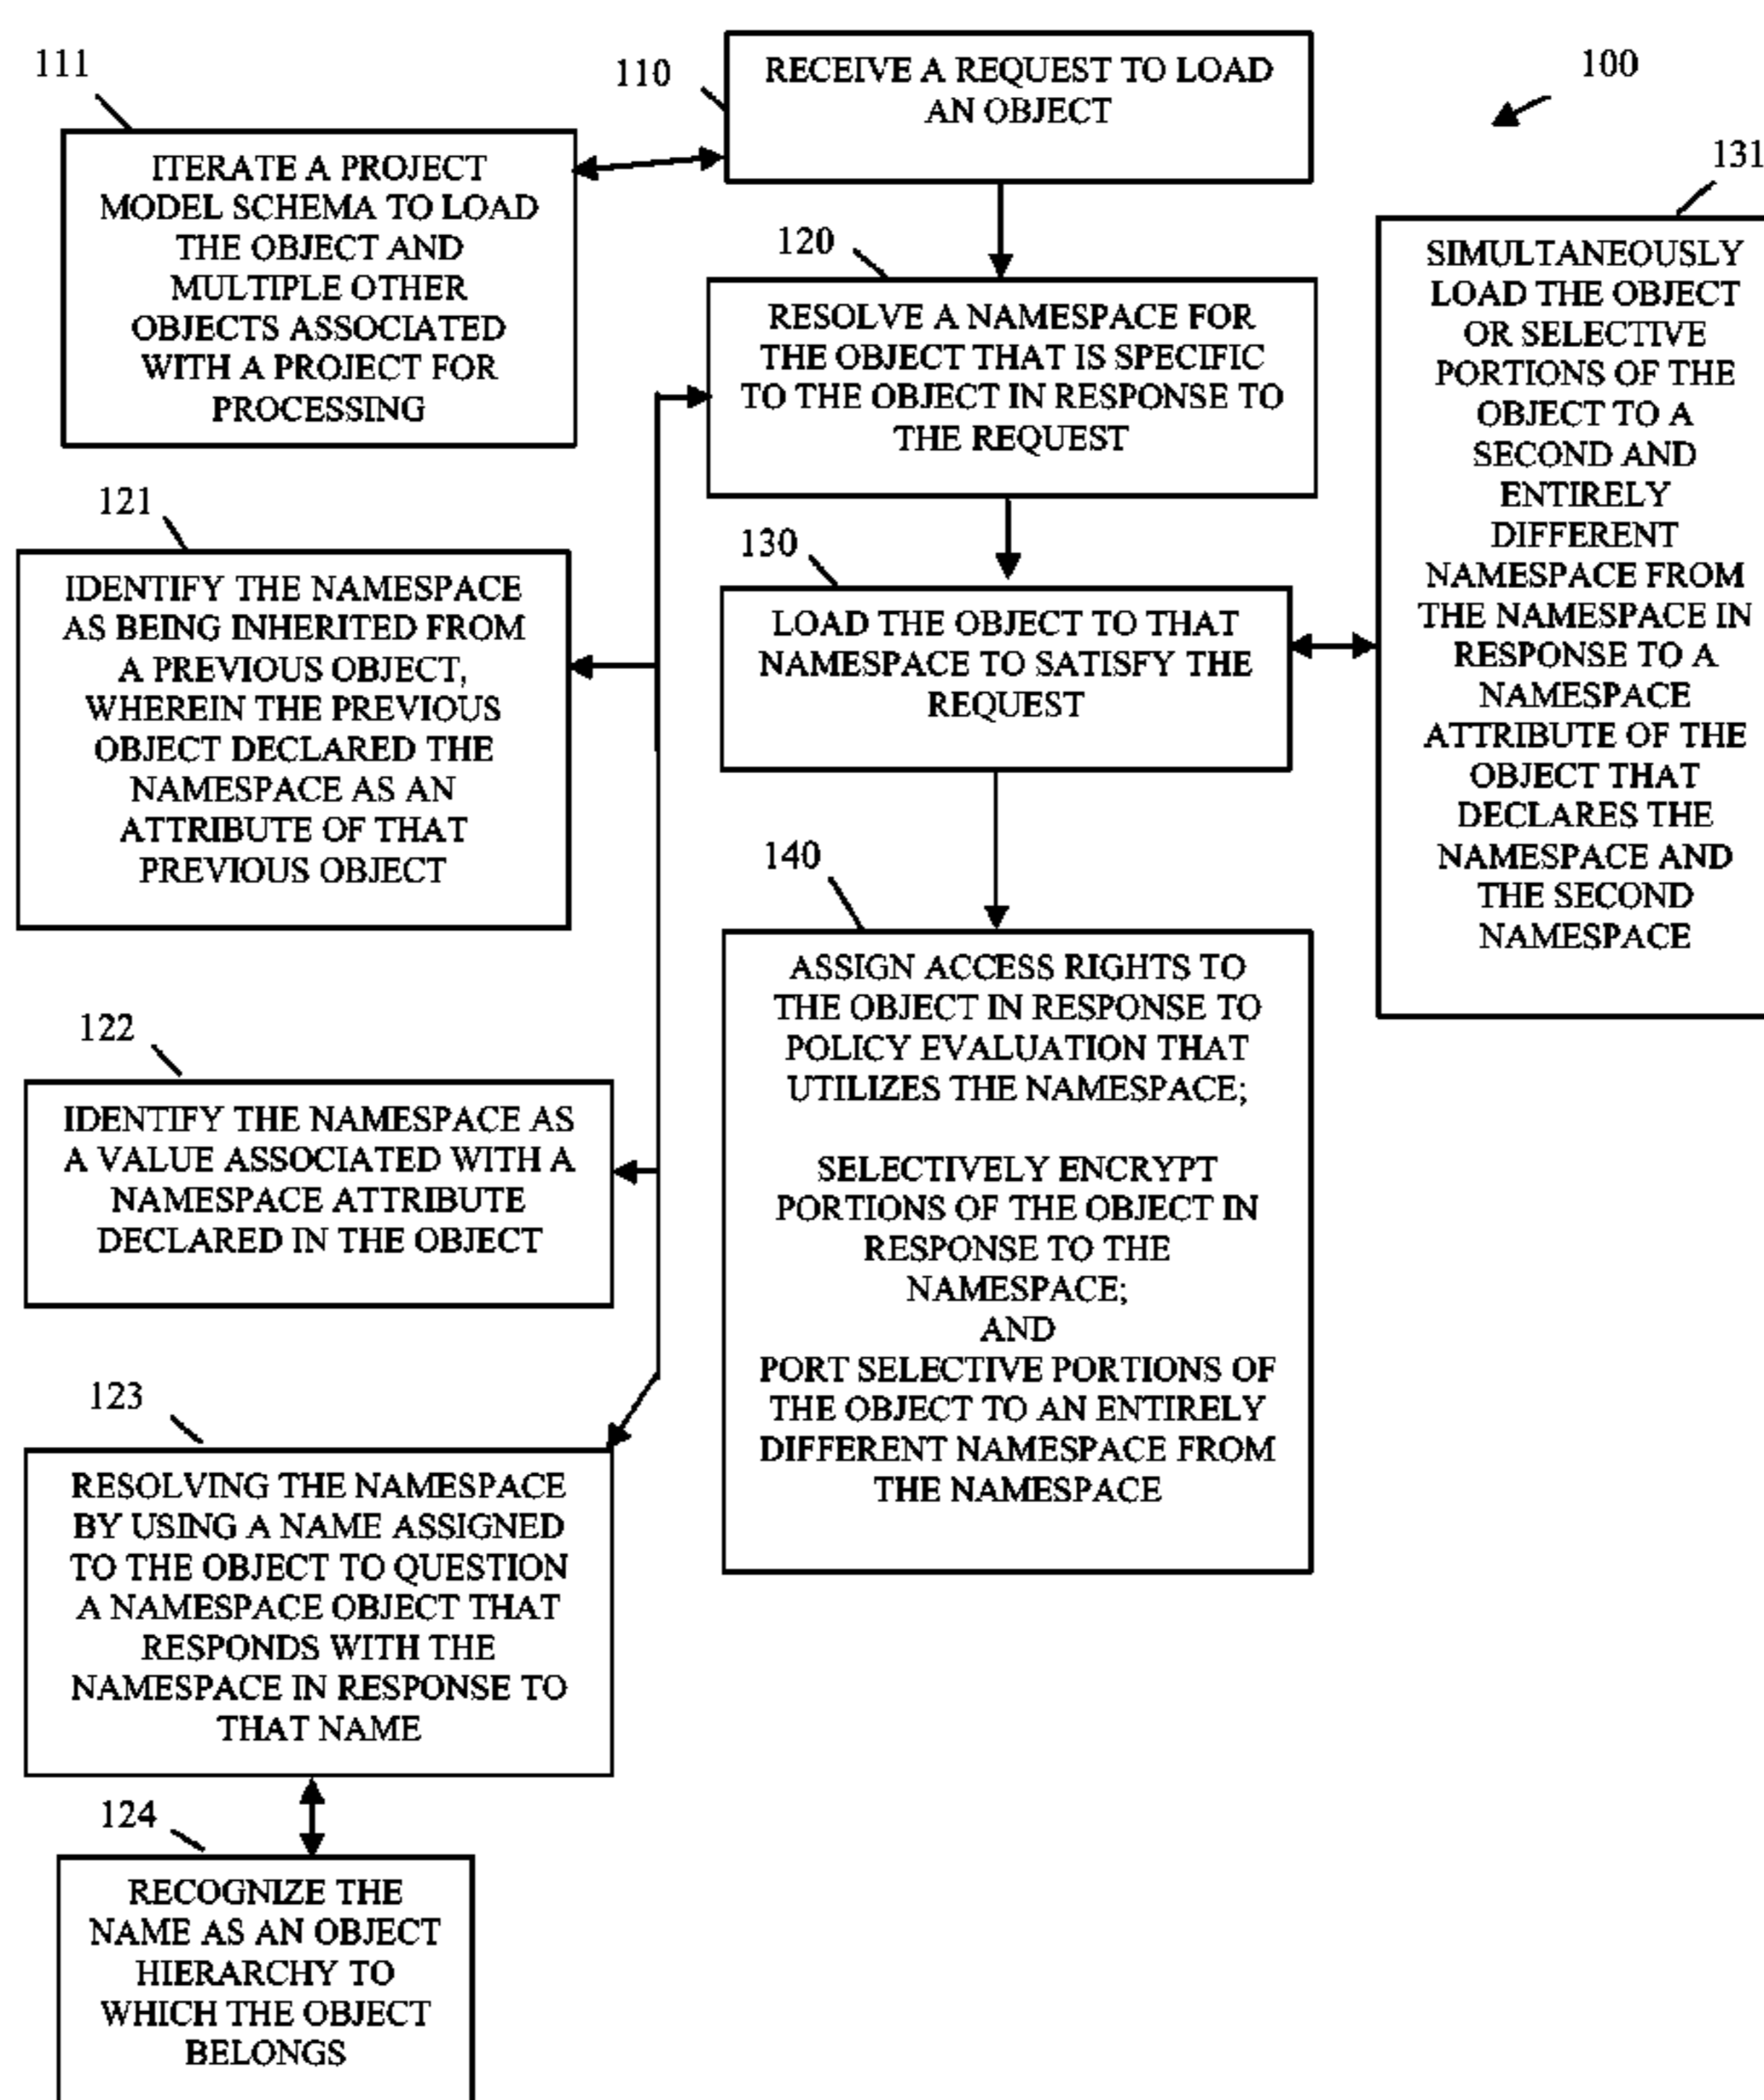 111
110
RECEIVE A REQUEST TO LOAD
AN OBJECT
100
ITERATE A PROJECT
MODEL SCHEMA TO LOAD
THE OBJECT AND
MULTIPLE OTHER
OBJECTS ASSOCIATED
WITH A PROJECT FOR
PROCESSING
120
RESOLVE A NAMESPACE FOR
THE OBJECT THAT IS SPECIFIC
TO THE OBJECT IN RESPONSE TO
THE REQUEST
131
SIMULTANEOUSLY
LOAD THE OBJECT
OR SELECTIVE
PORTIONS OF THE
OBJECT TO A
SECOND AND
ENTIRELY
DIFFERENT
NAMESPACE FROM
THE NAMESPACE IN
RESPONSE TO A
NAMESPACE
ATTRIBUTE OF THE
OBJECT THAT
DECLARES THE
NAMESPACE AND
THE SECOND
NAMESPACE
121
IDENTIFY THE NAMESPACE
AS BEING INHERITED FROM
A PREVIOUS OBJECT,
WHEREIN THE PREVIOUS
OBJECT DECLARED THE
NAMESPACE AS AN
ATTRIBUTE OF THAT
PREVIOUS OBJECT
130
LOAD THE OBJECT TO THAT
NAMESPACE TO SATISFY THE
REQUEST
140
ASSIGN ACCESS RIGHTS TO
THE OBJECT IN RESPONSE TO
POLICY EVALUATION THAT
UTILIZES THE NAMESPACE;
SELECTIVELY ENCRYPT
PORTIONS OF THE OBJECT IN
RESPONSE TO THE
NAMESPACE;
AND
PORT SELECTIVE PORTIONS OF
THE OBJECT TO AN ENTIRELY
DIFFERENT NAMESPACE FROM
THE NAMESPACE
122
IDENTIFY THE NAMESPACE AS
A VALUE ASSOCIATED WITH A
NAMESPACE ATTRIBUTE
DECLARED IN THE OBJECT
123
RESOLVING THE NAMESPACE
BY USING A NAME ASSIGNED
TO THE OBJECT TO QUESTION
A NAMESPACE OBJECT THAT
RESPONDS WITH THE
NAMESPACE IN RESPONSE TO
THAT NAME
124
RECOGNIZE THE
NAME AS AN OBJECT
HIERARCHY TO
WHICH THE OBJECT
BELONGS